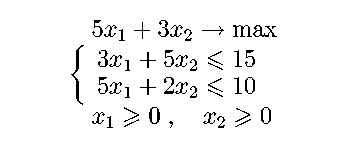 5x₁ + 3x₂ → max
3x₁ + 5x₂ ⩽ 15
5x₁ + 2x₂ ⩽ 10
x₁ ⩾ 0 ,  x₂ ⩾ 0